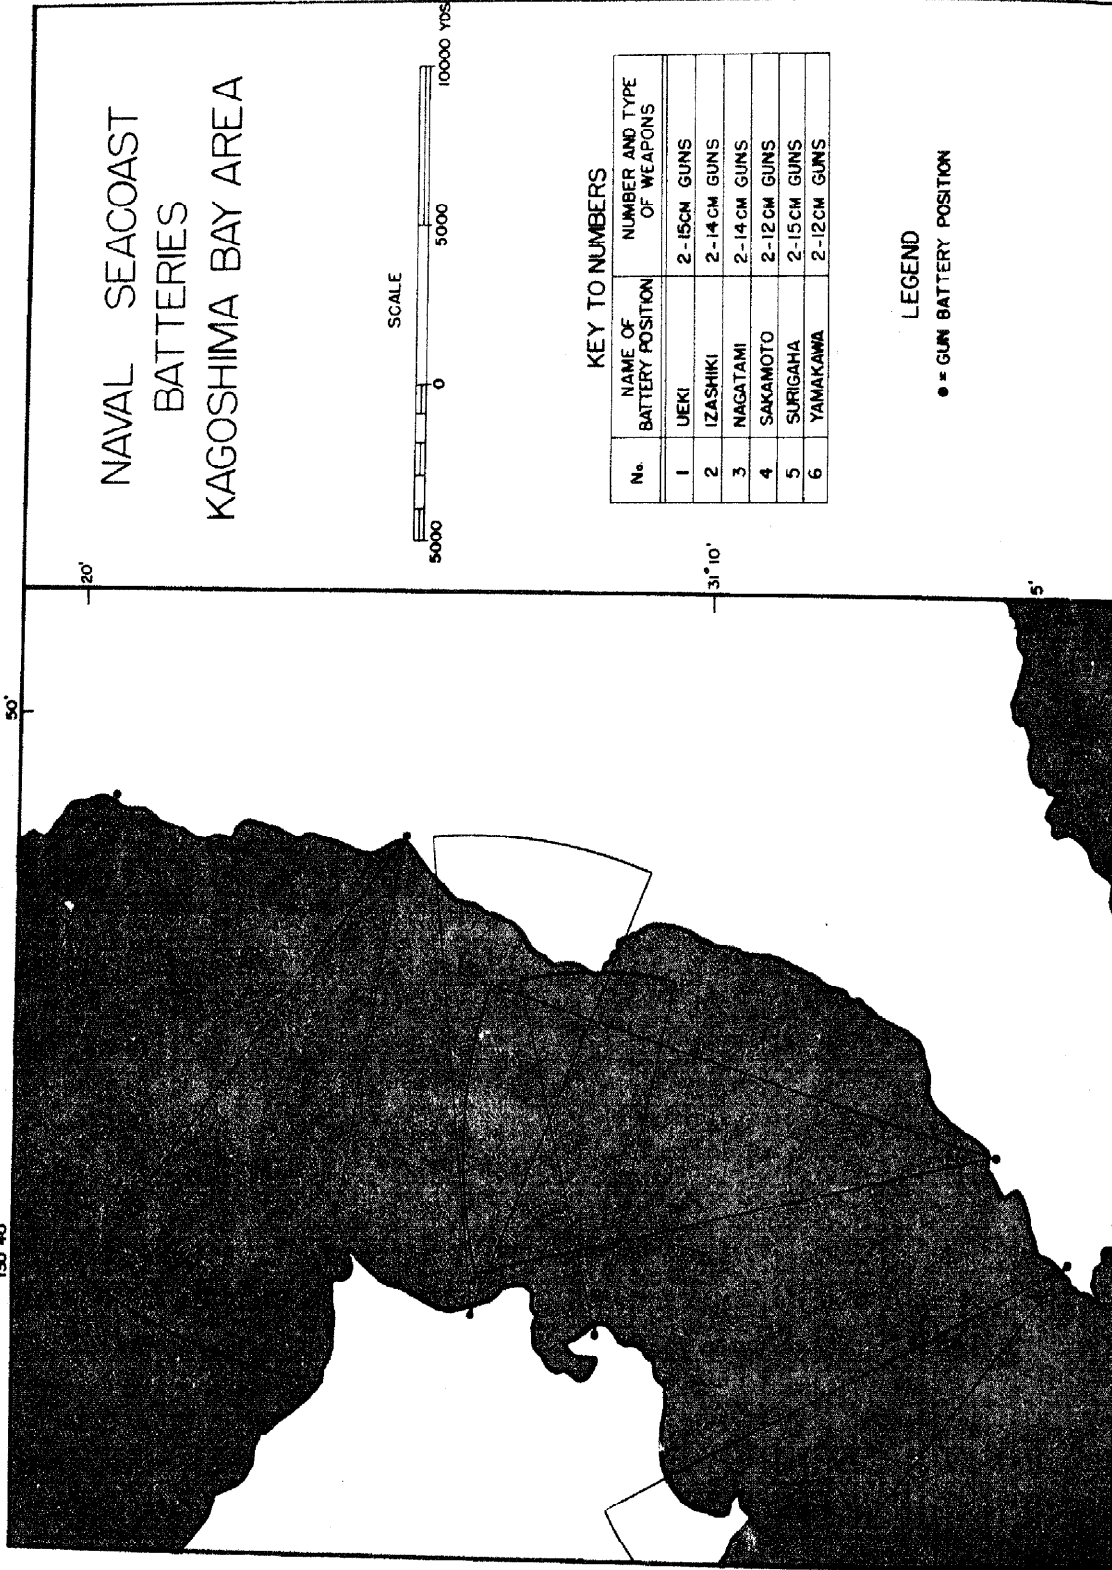 NAVAL SEACOAST
BATTERIES
KAGOSHIMA BAY AREA
SCALE
5000 0 5000 10000 YDS
KEY TO NUMBERS
No. NAME OF BATTERY POSITION NUMBER AND TYPE OF WEAPONS
1 UEKI 2-15CM GUNS
2 IZASHIKI 2-14CM GUNS
3 NAGATAMI 2-14CM GUNS
4 SAKAMOTO 2-12CM GUNS
5 SURIGAHA 2-15CM GUNS
6 YAMAKAWA 2-12CM GUNS
LEGEND
• = GUN BATTERY POSITION
20'
31° 10'
5'
50'